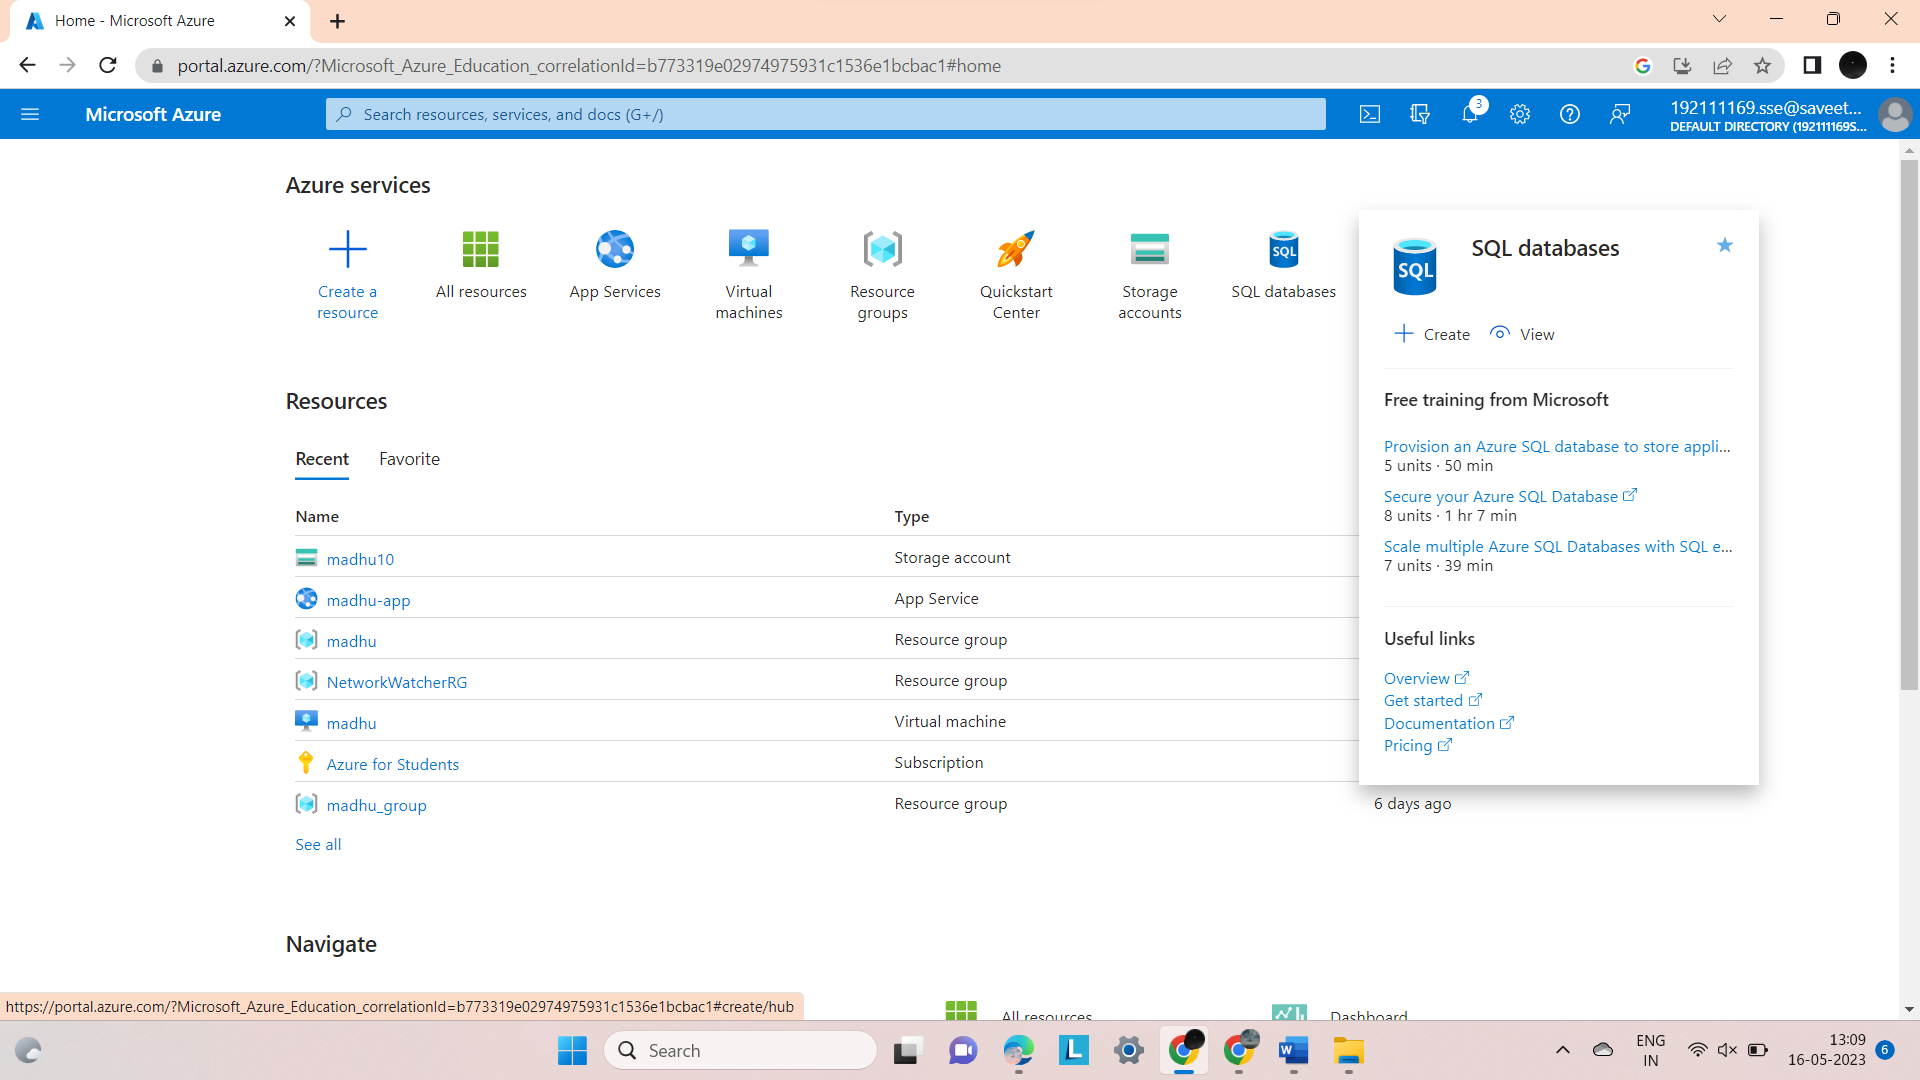 Home - Microsoft Azure
portal.azure.com/?Microsoft_Azure_Education_correlationId=b773319e02974975931c1536e1bcbac1#home
Microsoft Azure
Search resources, services, and docs (G+/)
3
192111169.sse@saveet...
DEFAULT DIRECTORY (192111169S...
Azure services
Create a
resource
All resources
App Services
Virtual
machines
Resource
groups
Quickstart
Center
Storage
accounts
SQL
SQL databases
SQL
SQL databases
Create
View
Free training from Microsoft
Provision an Azure SQL database to store appli...
5 units · 50 min
Secure your Azure SQL Database
8 units · 1 hr 7 min
Scale multiple Azure SQL Databases with SQL e...
7 units · 39 min
Useful links
Overview
Get started
Documentation
Pricing
Resources
Recent
Favorite
Name
Type
madhu10
Storage account
madhu-app
App Service
madhu
Resource group
NetworkWatcherRG
Resource group
madhu
Virtual machine
Azure for Students
Subscription
madhu_group
Resource group
6 days ago
See all
Navigate
All resources
Dashboard
https://portal.azure.com/?Microsoft_Azure_Education_correlationId=b773319e02974975931c1536e1bcbac1#create/hub
Search
L
W
ENG
IN
13:09
16-05-2023
6